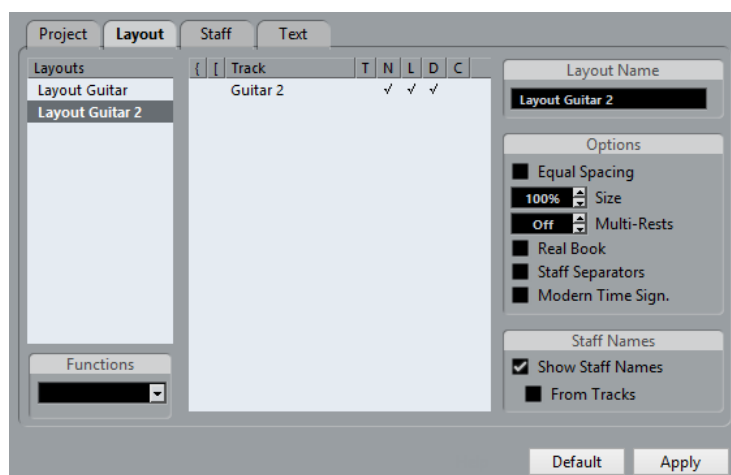 Project Layout Staff Text
Layouts
Layout Guitar
Layout Guitar 2
Functions
{ [ Track T N L D C
Guitar 2 √ √ √
Layout Name
Layout Guitar 2
Options
Equal Spacing
100% Size
Off Multi-Rests
Real Book
Staff Separators
Modern Time Sign.
Staff Names
Show Staff Names
From Tracks
Default Apply